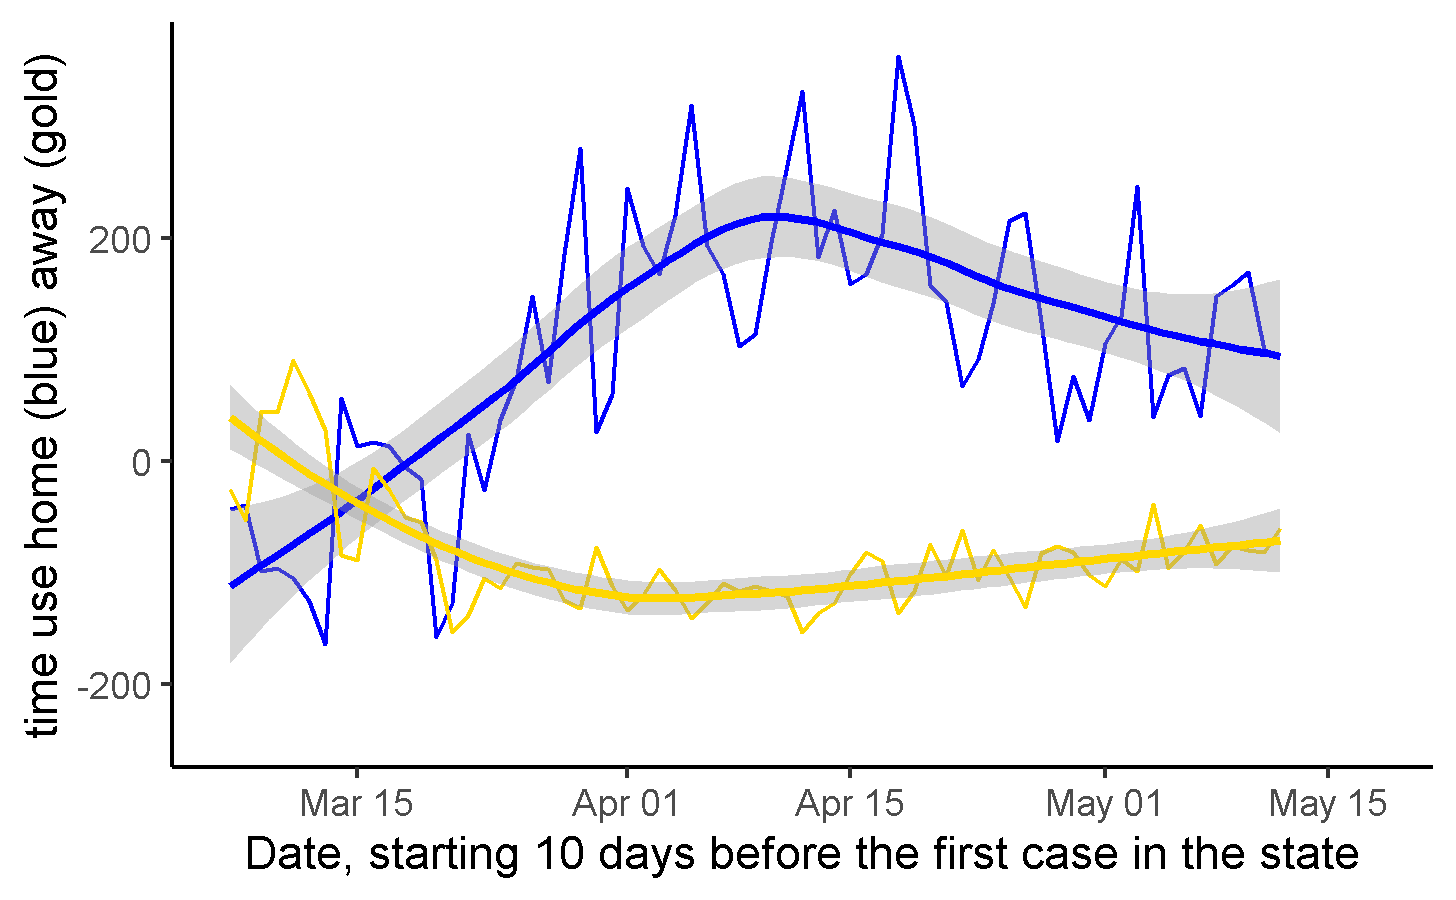 time use home (blue) away (gold)
200
0
-200
Mar 15
Apr 01
Apr 15
May 01
May 15
Date, starting 10 days before the first case in the state